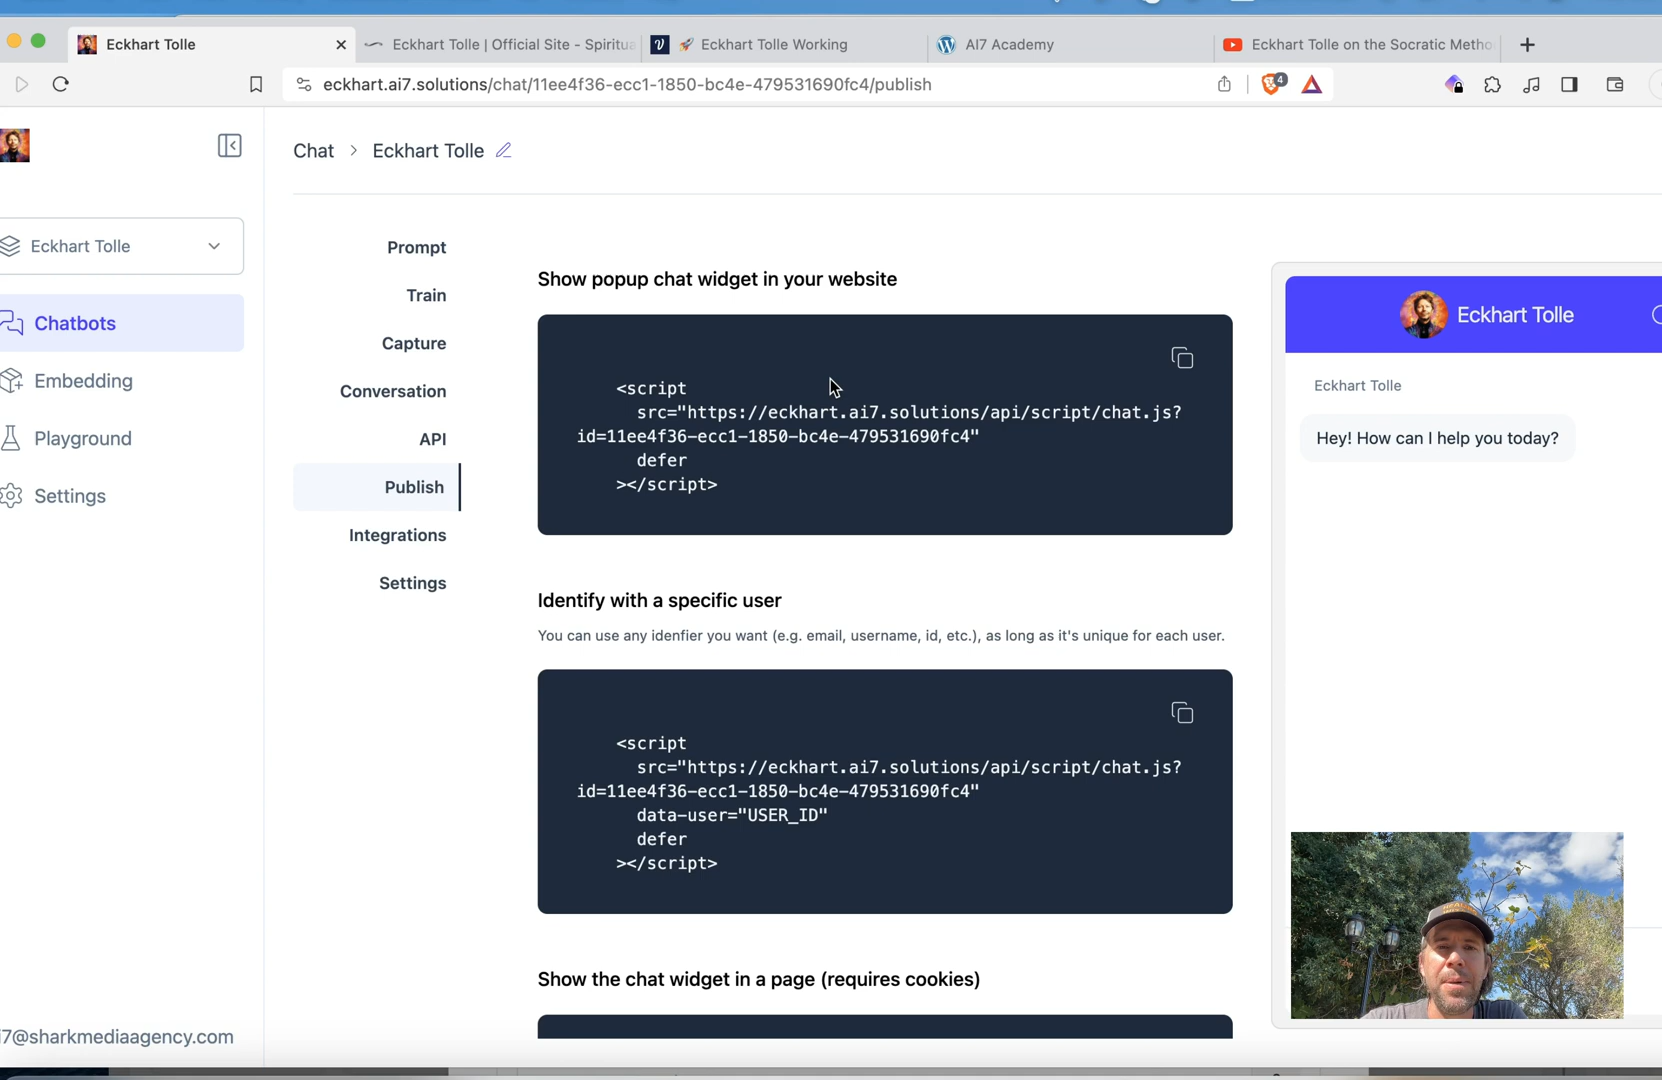 Eckhart Tolle
Eckhart Tolle | Official Site - Spiritua
Eckhart Tolle Working
AI7 Academy
Eckhart Tolle on the Socratic Metho
eckhart.ai7.solutions/chat/11ee4f36-ecc1-1850-bc4e-479531690fc4/publish
4
Chat > Eckhart Tolle
Eckhart Tolle
Chatbots
Embedding
Playground
Settings
i7@sharkmediaagency.com
Prompt
Train
Capture
Conversation
API
Publish
Integrations
Settings
Show popup chat widget in your website
<script
src="https://eckhart.ai7.solutions/api/script/chat.js?
id=11ee4f36-ecc1-1850-bc4e-479531690fc4"
defer
></script>
Identify with a specific user
You can use any idenfier you want (e.g. email, username, id, etc.), as long as it's unique for each user.
<script
src="https://eckhart.ai7.solutions/api/script/chat.js?
id=11ee4f36-ecc1-1850-bc4e-479531690fc4"
data-user="USER_ID"
defer
></script>
Show the chat widget in a page (requires cookies)
Eckhart Tolle
Eckhart Tolle
Hey! How can I help you today?